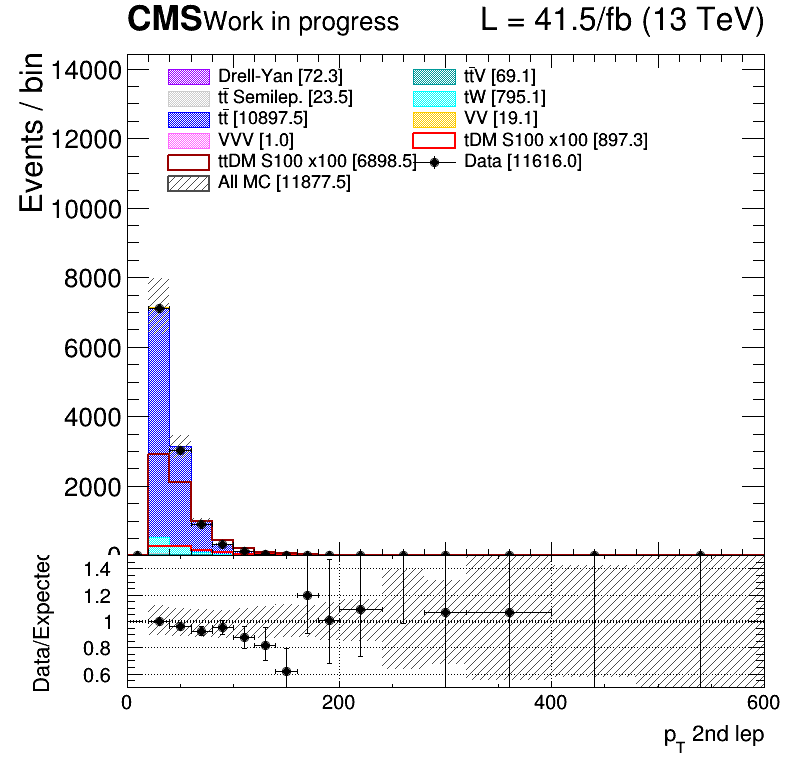 CMS Work in progress L = 41.5/fb (13 TeV)
Events / bin
14000
12000
10000
8000
6000
4000
2000
0
Drell-Yan [72.3] tt̄V [69.1]
tt̄ Semilep. [23.5] tW [795.1]
tt̄ [10897.5] VV [19.1]
VVV [1.0] tDM S100 x100 [897.3]
ttDM S100 x100 [6898.5] Data [11616.0]
All MC [11877.5]
Data/Expected
1.4
1.2
1
0.8
0.6
0 200 400 600
p_T 2nd lep